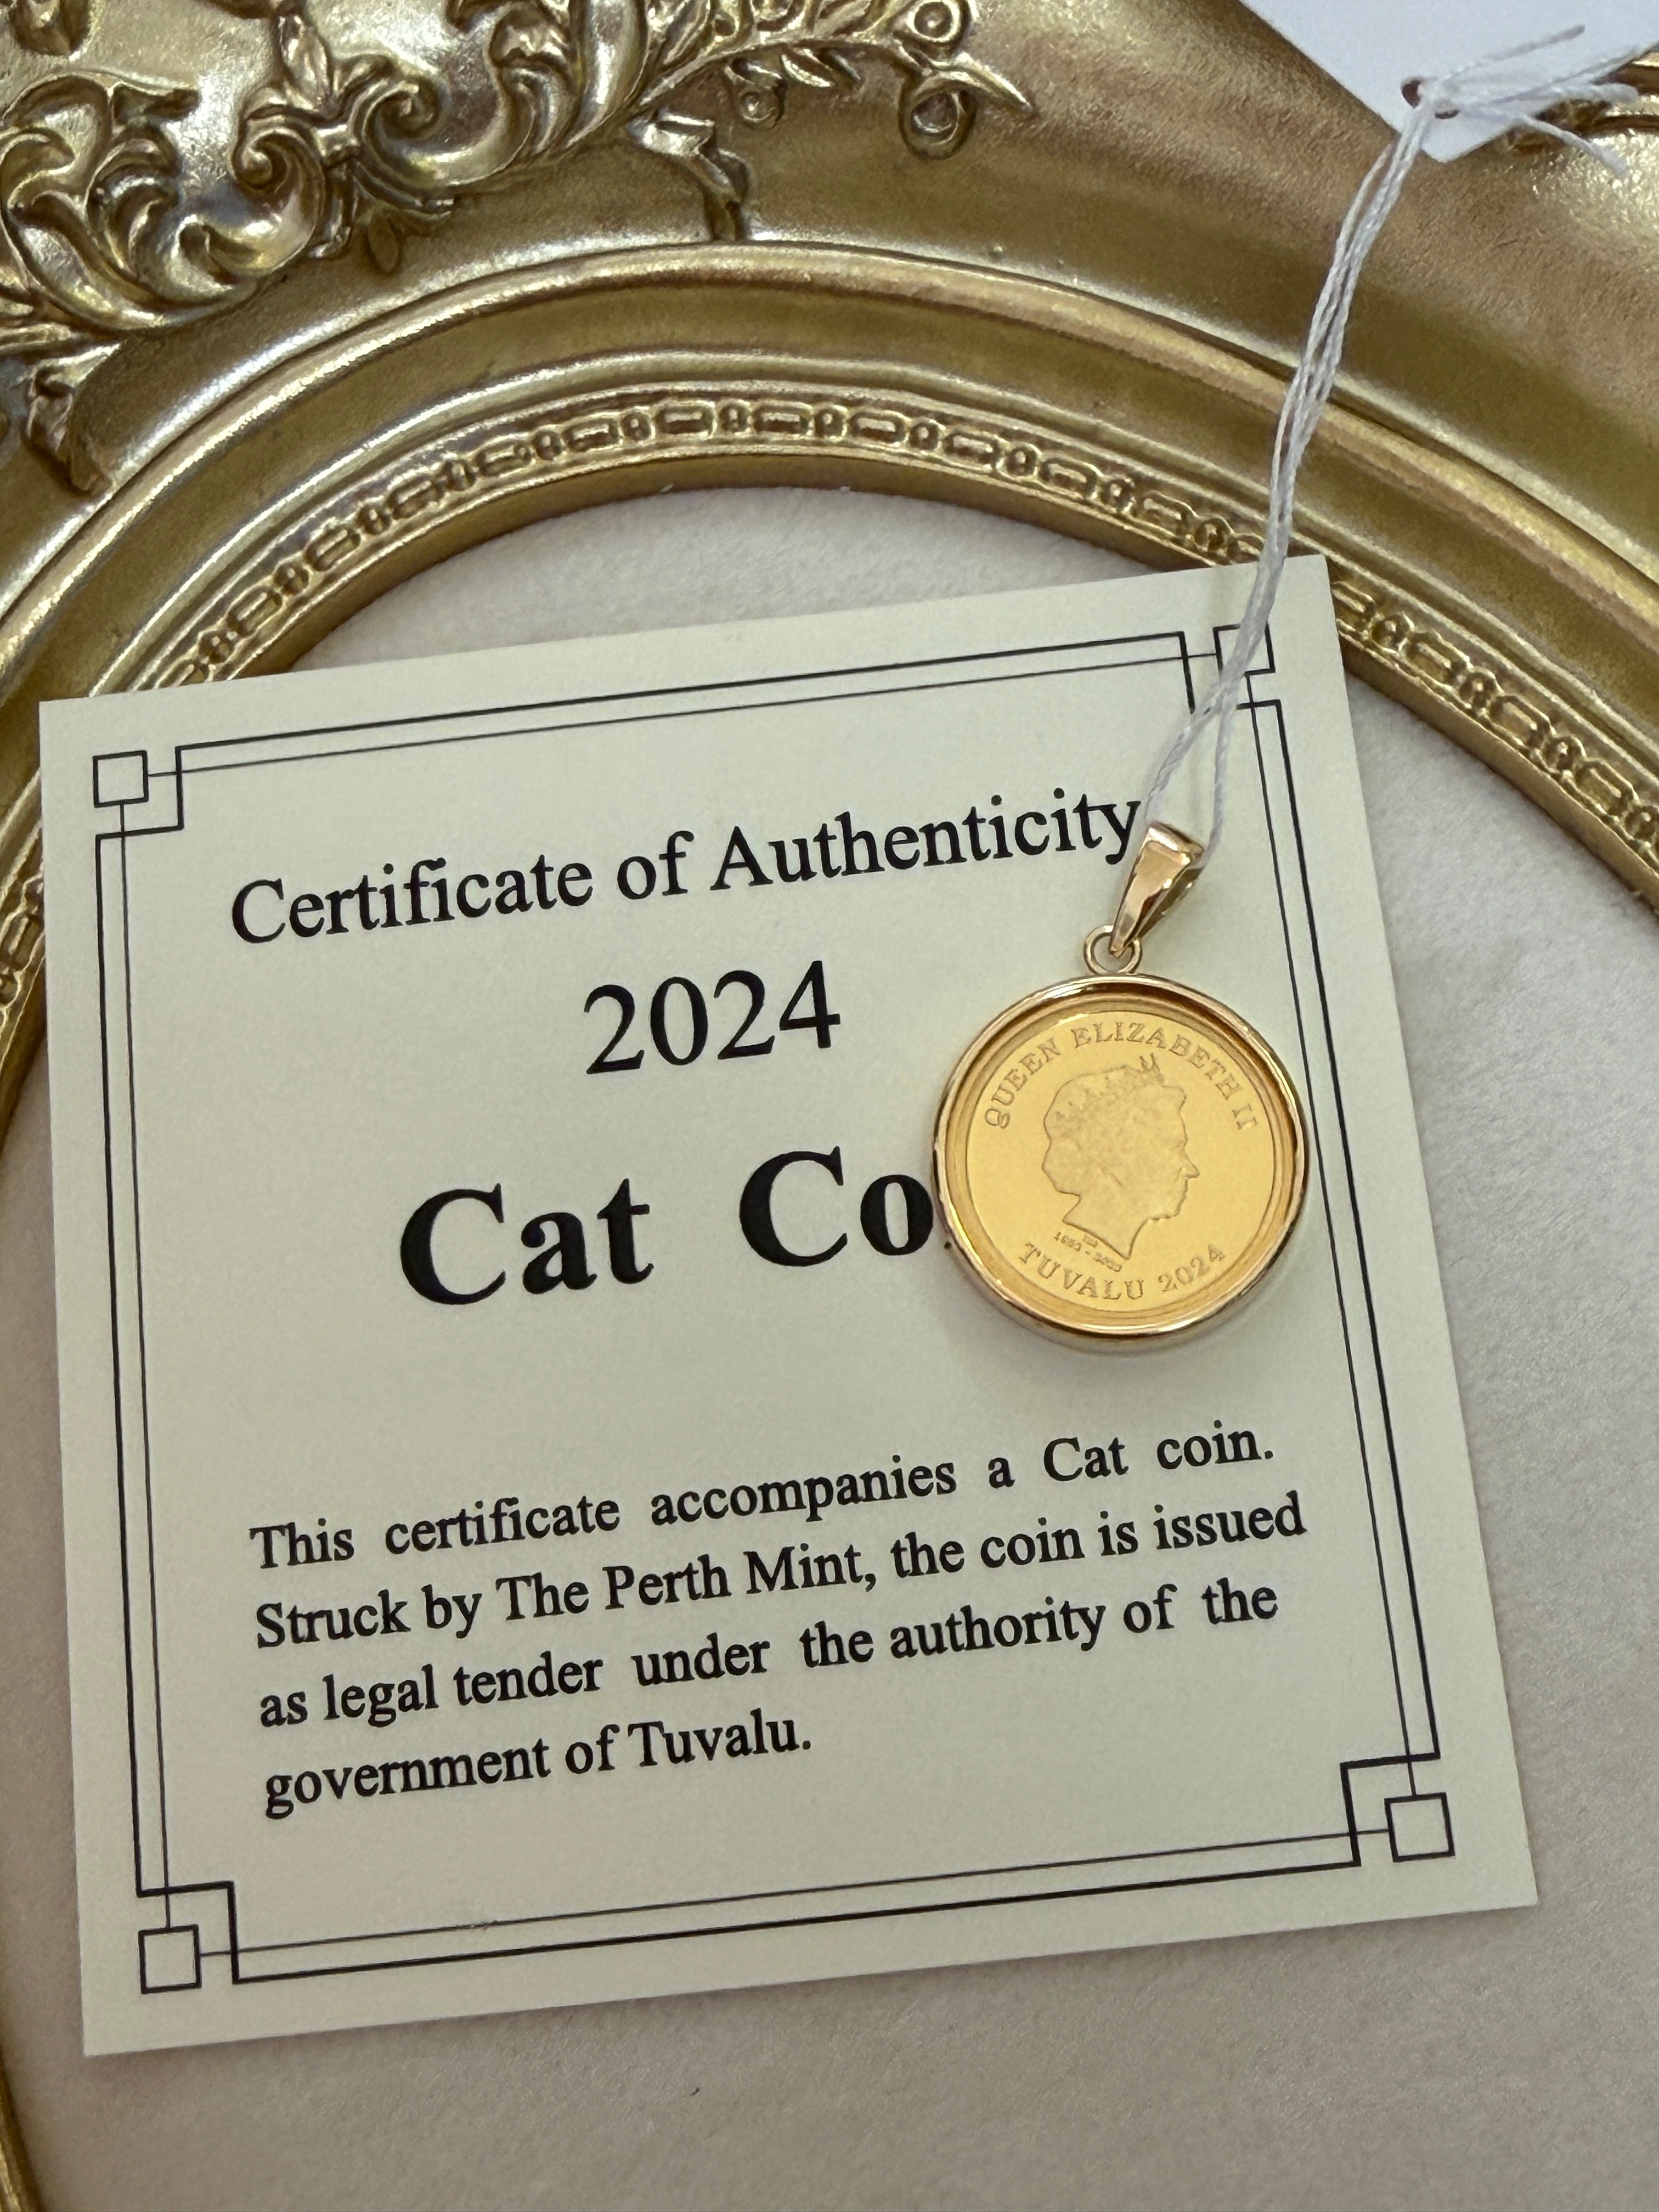 Certificate of Authenticity
2024
Cat Co
QUEEN ELIZABETH II
TUVALU 2024
This certificate accompanies a Cat coin.
Struck by The Perth Mint, the coin is issued
as legal tender under the authority of the
government of Tuvalu.